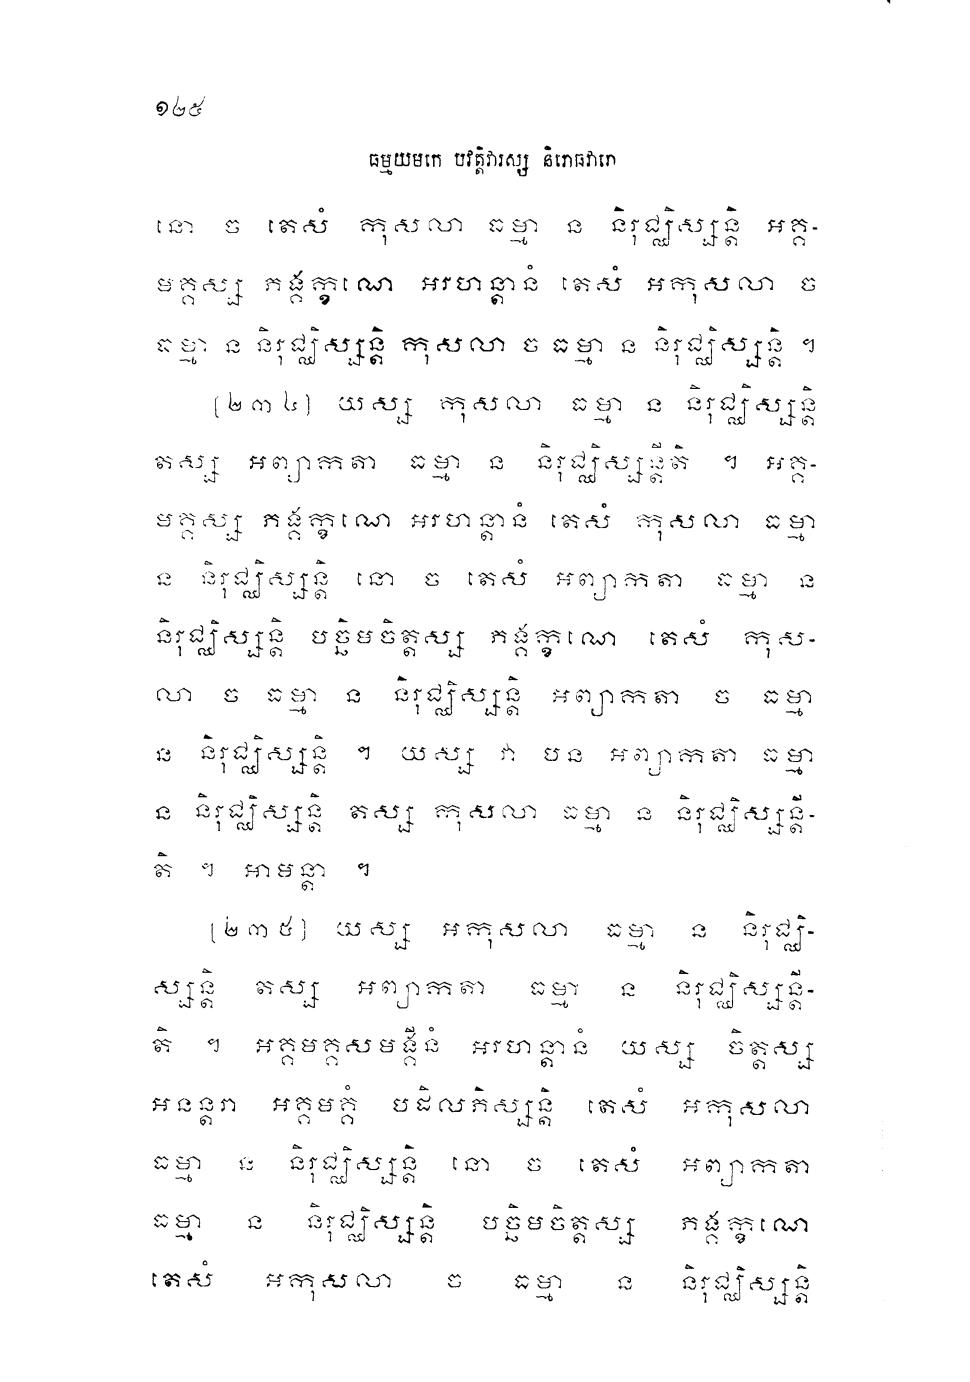 ១២៥
ធម្មយមកេ បវត្តិវារស្ស និរោធវារោ
នោ ច តេសំ កុសលា ធម្មា ន និរុជ្ឈិស្សន្តិ អគ្គ-
មគ្គស្ស ភង្គក្ខណេ អរហន្តានំ តេសំ អកុសលា ច
ធម្មា ន និរុជ្ឈិស្សន្តិ កុសលា ច ធម្មា ន និរុជ្ឈិស្សន្តិ ។
(២៣៤) យស្ស កុសលា ធម្មា ន និរុជ្ឈិស្សន្តិ
តស្ស អព្យាកតា ធម្មា ន និរុជ្ឈិស្សន្តីតិ ។ អគ្គ-
មគ្គស្ស ភង្គក្ខណេ អរហន្តានំ តេសំ កុសលា ធម្មា
ន និរុជ្ឈិស្សន្តិ នោ ច តេសំ អព្យាកតា ធម្មា ន
និរុជ្ឈិស្សន្តិ បច្ឆិមចិត្តស្ស ភង្គក្ខណេ តេសំ កុស-
លា ច ធម្មា ន និរុជ្ឈិស្សន្តិ អព្យាកតា ច ធម្មា
ន និរុជ្ឈិស្សន្តិ ។ យស្ស វា បន អព្យាកតា ធម្មា
ន និរុជ្ឈិស្សន្តិ តស្ស កុសលា ធម្មា ន និរុជ្ឈិស្សន្តី-
តិ ។ អាមន្តា ។
(២៣៥) យស្ស អកុសលា ធម្មា ន និរុជ្ឈិ-
ស្សន្តិ តស្ស អព្យាកតា ធម្មា ន និរុជ្ឈិស្សន្តី-
តិ ។ អគ្គមគ្គសមង្គីនំ អរហន្តានំ យស្ស ចិត្តស្ស
អនន្តរា អគ្គមគ្គំ បដិលភិស្សន្តិ តេសំ អកុសលា
ធម្មា ន និរុជ្ឈិស្សន្តិ នោ ច តេសំ អព្យាកតា
ធម្មា ន និរុជ្ឈិស្សន្តិ បច្ឆិមចិត្តស្ស ភង្គក្ខណេ
តេសំ អកុសលា ច ធម្មា ន និរុជ្ឈិស្សន្តិ